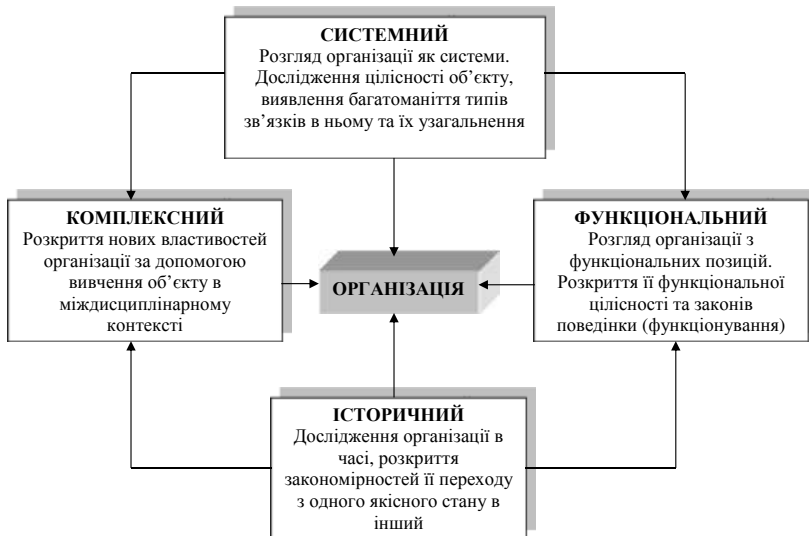 СИСТЕМНИЙ
Розгляд організації як системи.
Дослідження цілісності об’єкту,
виявлення багатоманіття типів
зв’язків в ньому та їх узагальнення
КОМПЛЕКСНИЙ
Розкриття нових властивостей
організації за допомогою
вивчення об’єкту в
міждисциплінарному
контексті
ОРГАНІЗАЦІЯ
ФУНКЦІОНАЛЬНИЙ
Розгляд організації з
функціональних позицій.
Розкриття її функціональної
цілісності та законів
поведінки (функціонування)
ІСТОРИЧНИЙ
Дослідження організації в
часі, розкриття
закономірностей її переходу
з одного якісного стану в
інший